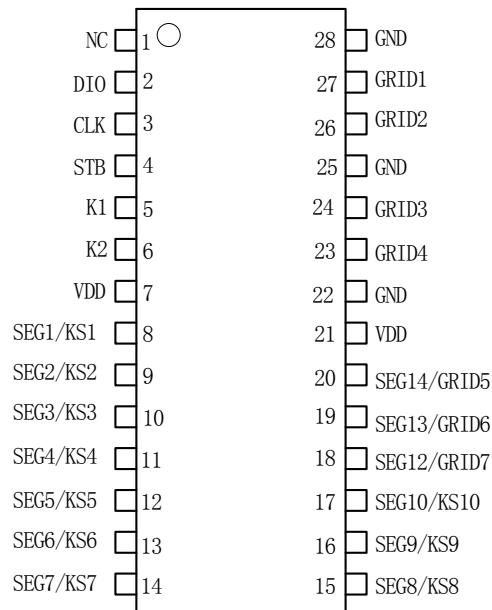 NC 1 28 GND
DIO 2 27 GRID1
CLK 3 26 GRID2
STB 4 25 GND
K1 5 24 GRID3
K2 6 23 GRID4
VDD 7 22 GND
SEG1/KS1 8 21 VDD
SEG2/KS2 9 20 SEG14/GRID5
SEG3/KS3 10 19 SEG13/GRID6
SEG4/KS4 11 18 SEG12/GRID7
SEG5/KS5 12 17 SEG10/KS10
SEG6/KS6 13 16 SEG9/KS9
SEG7/KS7 14 15 SEG8/KS8